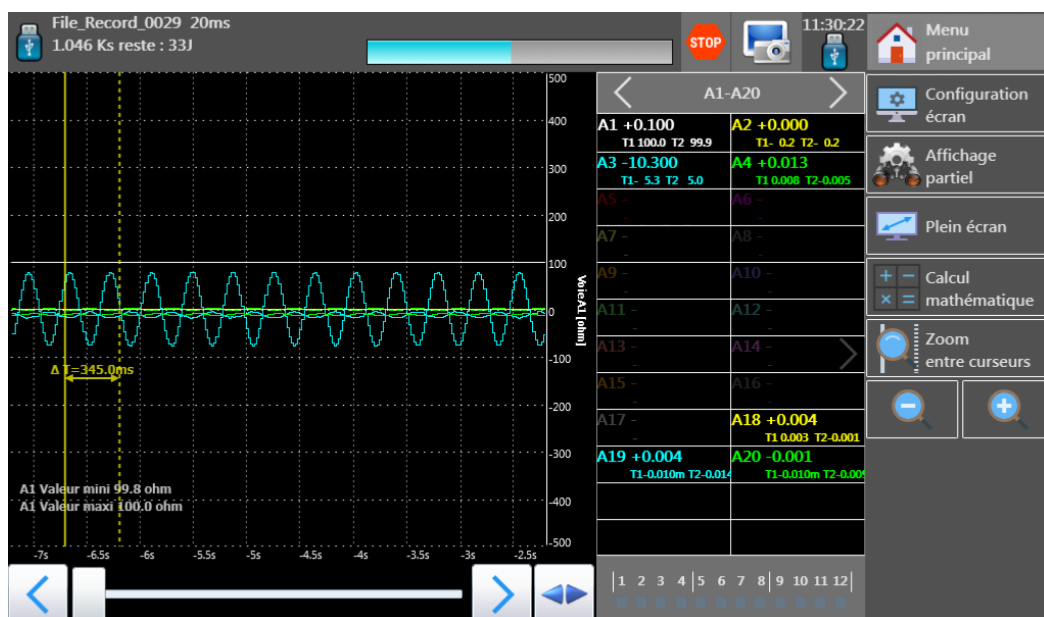 File_Record_0029 20ms
1.046 Ks reste : 33J
STOP
11:30:22
Menu
principal
Configuration
écran
Affichage
partiel
Plein écran
Calcul
mathématique
Zoom
entre curseurs
A1-A20
A1 +0.100
T1 100.0 T2 99.9
A2 +0.000
T1- 0.2 T2- 0.2
A3 -10.300
T1- 5.3 T2 5.0
A4 +0.013
T1 0.008 T2-0.005
A5 -
-
A6 -
-
A7 -
-
A8 -
-
A9 -
-
A10 -
-
A11 -
-
A12 -
-
A13 -
-
A14 -
-
A15 -
-
A16 -
-
A17 -
-
A18 +0.004
T1 0.003 T2-0.001
A19 +0.004
T1-0.010m T2-0.014
A20 -0.001
T1-0.010m T2-0.009
1 2 3 4 5 6 7 8 9 10 11 12
500
400
300
200
100
0
-100
-200
-300
-400
-500
VoieA1 [ohm]
Δ T=345.0ms
A1 Valeur mini 99.8 ohm
A1 Valeur maxi 100.0 ohm
-7s -6.5s -6s -5.5s -5s -4.5s -4s -3.5s -3s -2.5s